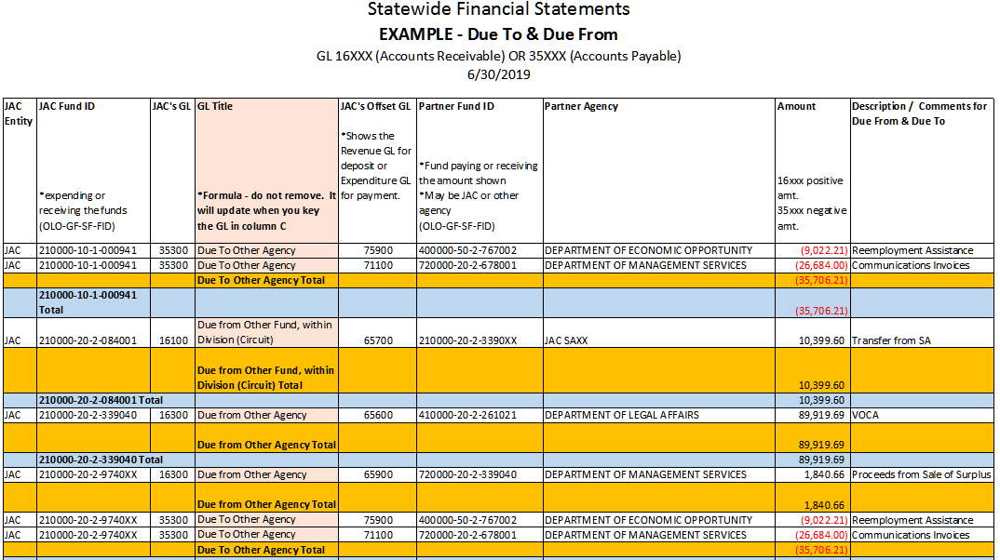 Statewide Financial Statements
EXAMPLE - Due To & Due From
GL 16XXX (Accounts Receivable) OR 35XXX (Accounts Payable)
6/30/2019
JAC Entity | JAC Fund ID *expending or receiving the funds (OLO-GF-SF-FID) | JAC's GL | GL Title *Formula - do not remove. It will update when you key the GL in column C | JAC's Offset GL *Shows the Revenue GL for deposit or Expenditure GL for payment. | Partner Fund ID *Fund paying or receiving the amount shown *May be JAC or other agency (OLO-GF-SF-FID) | Partner Agency | Amount 16xxx positive amt. 35xxx negative amt. | Description / Comments for Due From & Due To
JAC 210000-10-1-000941 35300 Due To Other Agency 75900 400000-50-2-767002 DEPARTMENT OF ECONOMIC OPPORTUNITY (9,022.21) Reemployment Assistance
JAC 210000-10-1-000941 35300 Due To Other Agency 71100 720000-20-2-678001 DEPARTMENT OF MANAGEMENT SERVICES (26,684.00) Communications Invoices
Due To Other Agency Total (35,706.21)
210000-10-1-000941 Total (35,706.21)
JAC 210000-20-2-084001 16100 Due from Other Fund, within Division (Circuit) 65700 210000-20-2-3390XX JAC SAXX 10,399.60 Transfer from SA
Due from Other Fund, within Division (Circuit) Total 10,399.60
210000-20-2-084001 Total 10,399.60
JAC 210000-20-2-339040 16300 Due from Other Agency 65600 410000-20-2-261021 DEPARTMENT OF LEGAL AFFAIRS 89,919.69 VOCA
Due from Other Agency Total 89,919.69
210000-20-2-339040 Total 89,919.69
JAC 210000-20-2-9740XX 16300 Due from Other Agency 65900 720000-20-2-339040 DEPARTMENT OF MANAGEMENT SERVICES 1,840.66 Proceeds from Sale of Surplus
Due from Other Agency Total 1,840.66
JAC 210000-20-2-9740XX 35300 Due To Other Agency 75900 400000-50-2-767002 DEPARTMENT OF ECONOMIC OPPORTUNITY (9,022.21) Reemployment Assistance
JAC 210000-20-2-9740XX 35300 Due To Other Agency 71100 720000-20-2-678001 DEPARTMENT OF MANAGEMENT SERVICES (26,684.00) Communications Invoices
Due To Other Agency Total (35,706.21)